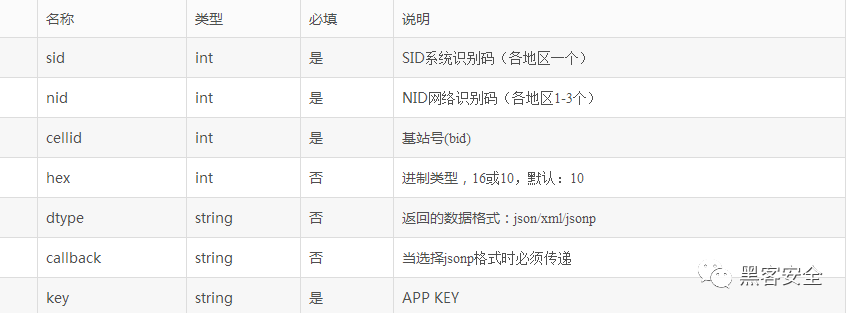 名称 类型 必填 说明
sid int 是 SID系统识别码（各地区一个）
nid int 是 NID网络识别码（各地区1-3个）
cellid int 是 基站号(bid)
hex int 否 进制类型，16或10，默认：10
dtype string 否 返回的数据格式：json/xml/jsonp
callback string 否 当选择jsonp格式时必须传递
key string 是 APP KEY
黑客安全